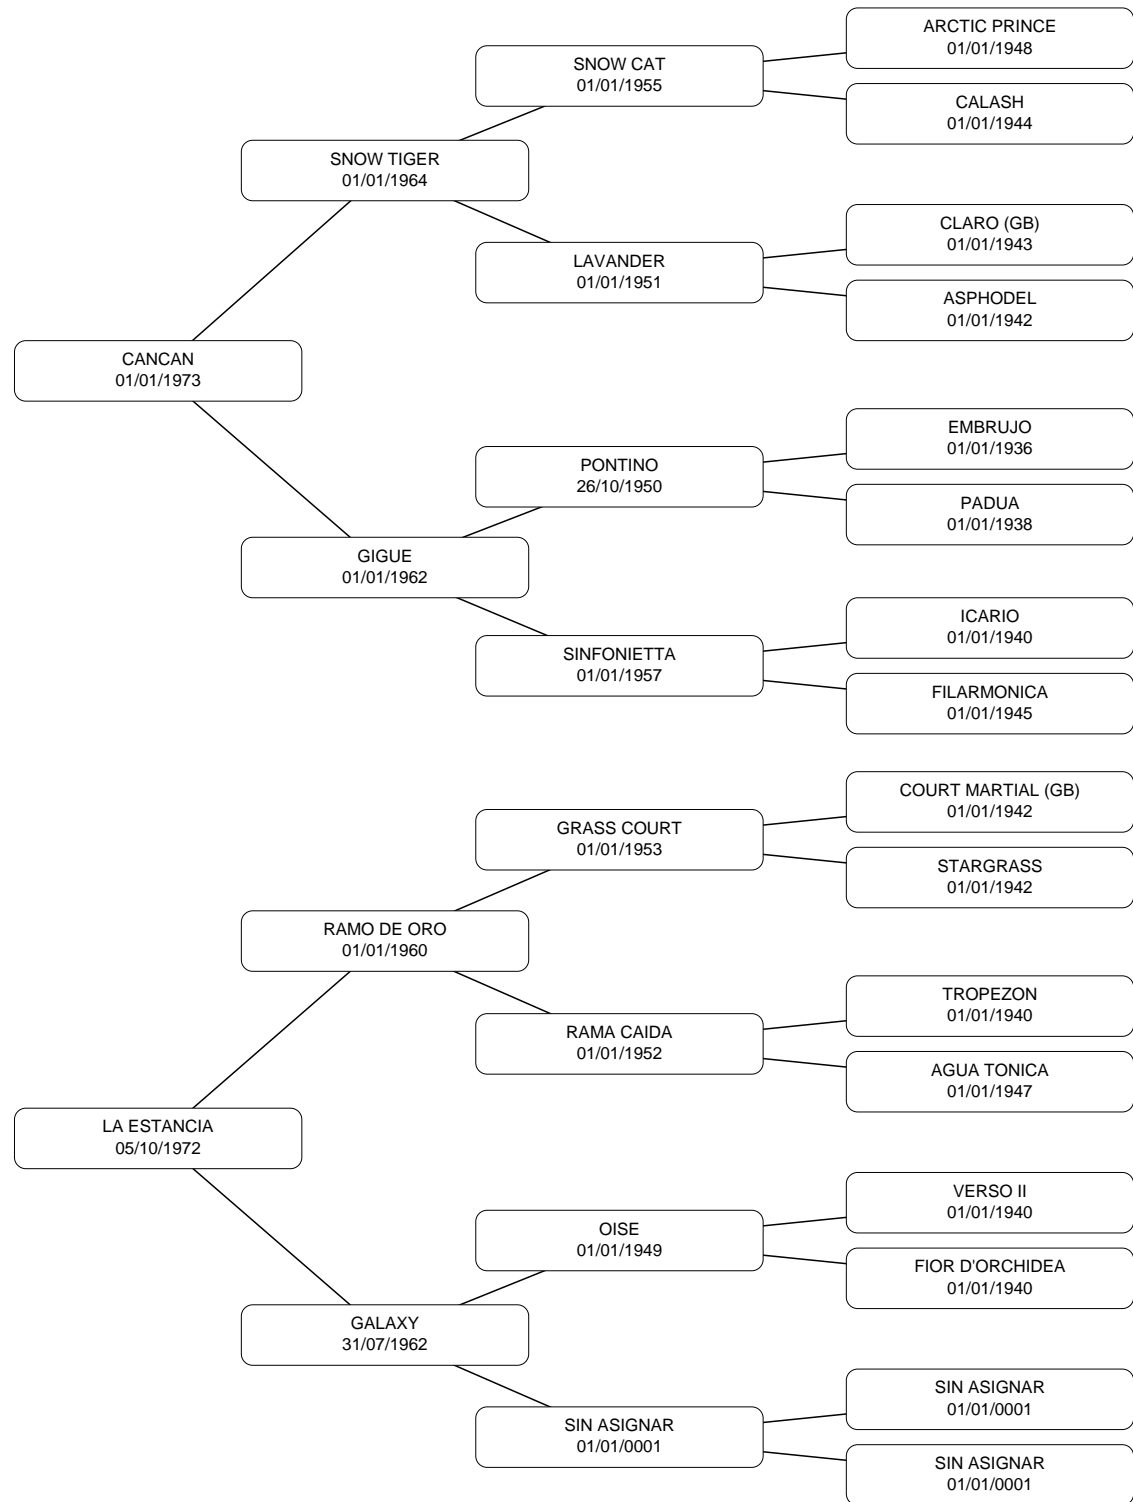 ARCTIC PRINCE
01/01/1948
SNOW CAT
01/01/1955
CALASH
01/01/1944
SNOW TIGER
01/01/1964
CLARO (GB)
01/01/1943
LAVANDER
01/01/1951
ASPHODEL
01/01/1942
CANCAN
01/01/1973
EMBRUJO
01/01/1936
PONTINO
26/10/1950
PADUA
01/01/1938
GIGUE
01/01/1962
ICARIO
01/01/1940
SINFONIETTA
01/01/1957
FILARMONICA
01/01/1945
COURT MARTIAL (GB)
01/01/1942
GRASS COURT
01/01/1953
STARGRASS
01/01/1942
RAMO DE ORO
01/01/1960
TROPEZON
01/01/1940
RAMA CAIDA
01/01/1952
AGUA TONICA
01/01/1947
LA ESTANCIA
05/10/1972
VERSO II
01/01/1940
OISE
01/01/1949
FIOR D'ORCHIDEA
01/01/1940
GALAXY
31/07/1962
SIN ASIGNAR
01/01/0001
SIN ASIGNAR
01/01/0001
SIN ASIGNAR
01/01/0001